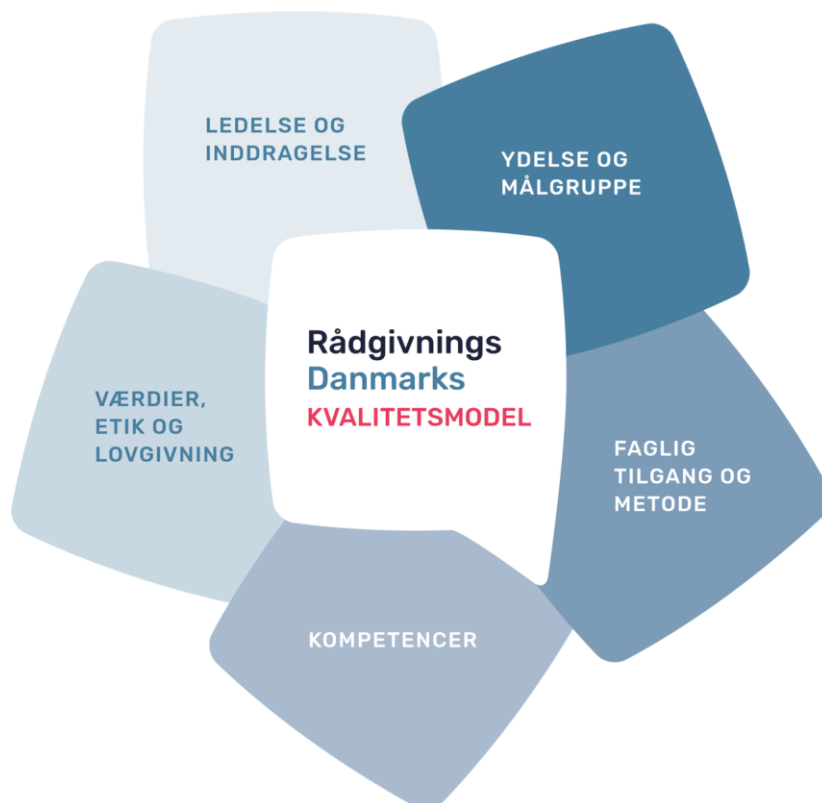 LEDELSE OG
INDDRAGELSE
YDELSE OG
MÅLGRUPPE
Rådgivnings
Danmarks
KVALITETSMODEL
VÆRDIER,
ETIK OG
LOVGIVNING
FAGLIG
TILGANG OG
METODE
KOMPETENCER